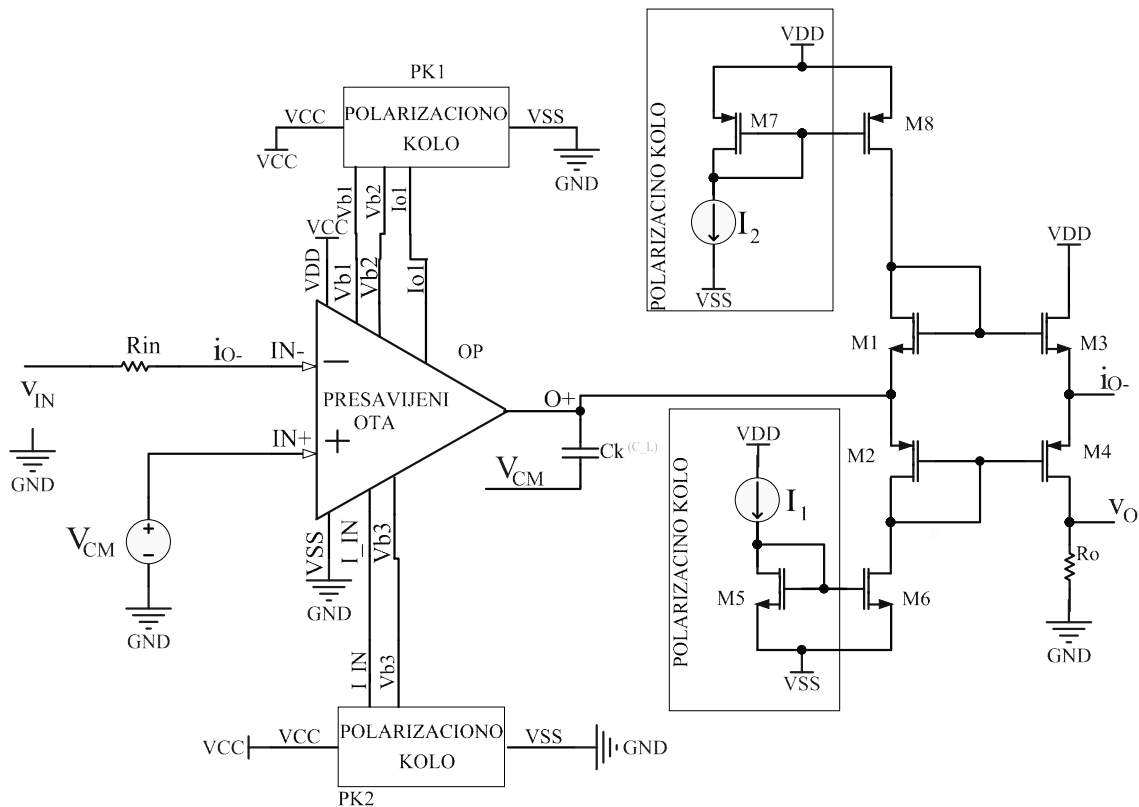 PK1
POLARIZACIONO
KOLO
VCC
VCC
VSS
GND
Vb1
Vb2
Io1
VCC
VDD
Vb1
Vb2
Io1
OP
Rin
iO-
IN-
VIN
GND
PRESAVIJENI
OTA
IN+
VCM
GND
O+
Ck (C_L)
VCM
VSS
GND
I_IN
Vb3
I_IN
Vb3
VCC
VCC
POLARIZACIONO
KOLO
VSS
GND
PK2
POLARIZACINO KOLO
VDD
M7
M8
I2
VSS
VDD
M1
M3
iO-
M2
M4
VO
Ro
GND
POLARIZACINO KOLO
VDD
I1
M5
M6
VSS